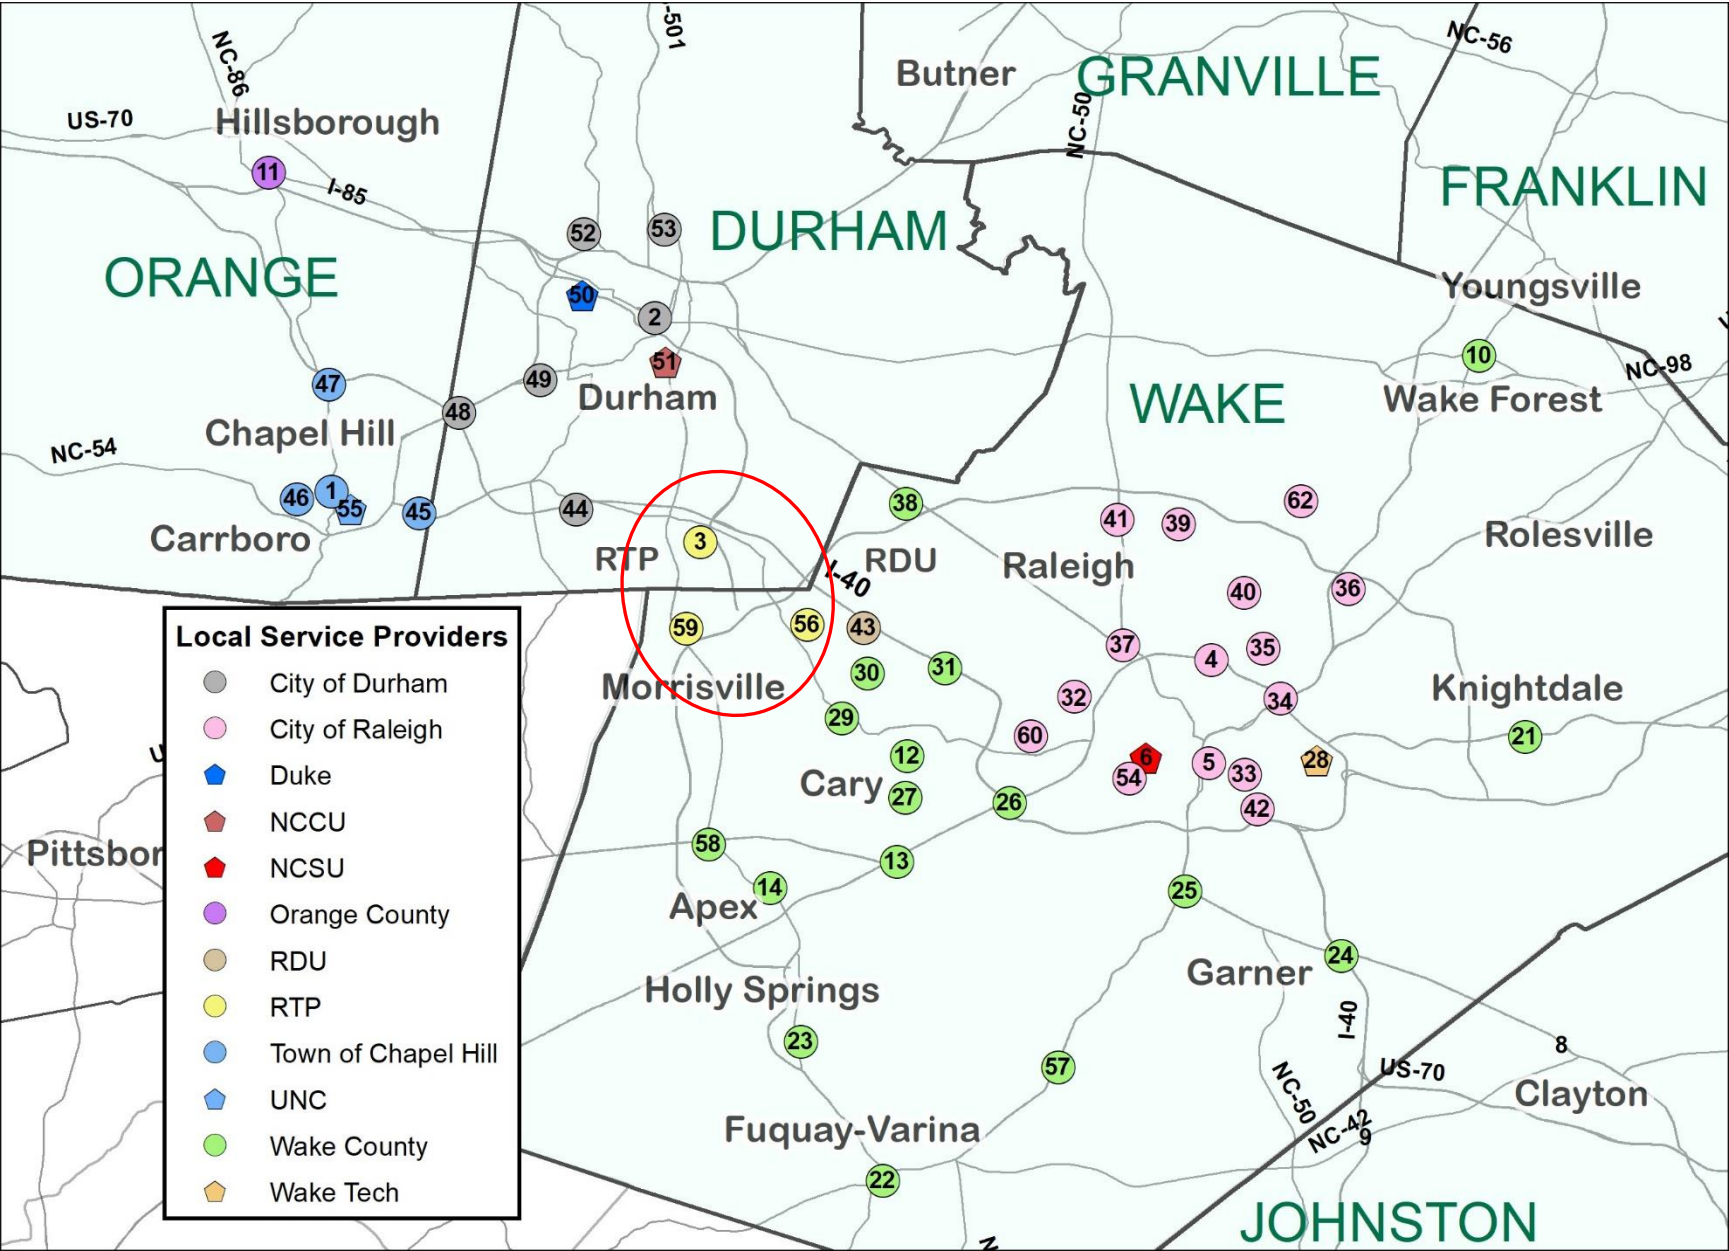 NC-86
-501
Butner
GRANVILLE
NC-56
US-70
Hillsborough
NC-50
11
I-85
FRANKLIN
52
53
DURHAM
ORANGE
50
2
Youngsville
51
10
NC-98
47
49
Durham
WAKE
Wake Forest
48
Chapel Hill
NC-54
46
1
55
45
44
38
41
39
62
Carrboro
3
RTP
RDU
Raleigh
Rolesville
I-40
40
36
59
56
43
37
4
35
30
31
Morrisville
32
34
Knightdale
29
60
21
12
6
5
28
54
33
Cary
27
26
42
58
13
Pittsbor
14
Apex
25
Garner
24
Holly Springs
23
I-40
8
57
US-70
NC-50
Clayton
NC-42
9
Fuquay-Varina
22
JOHNSTON
N
U
Local Service Providers
City of Durham
City of Raleigh
Duke
NCCU
NCSU
Orange County
RDU
RTP
Town of Chapel Hill
UNC
Wake County
Wake Tech